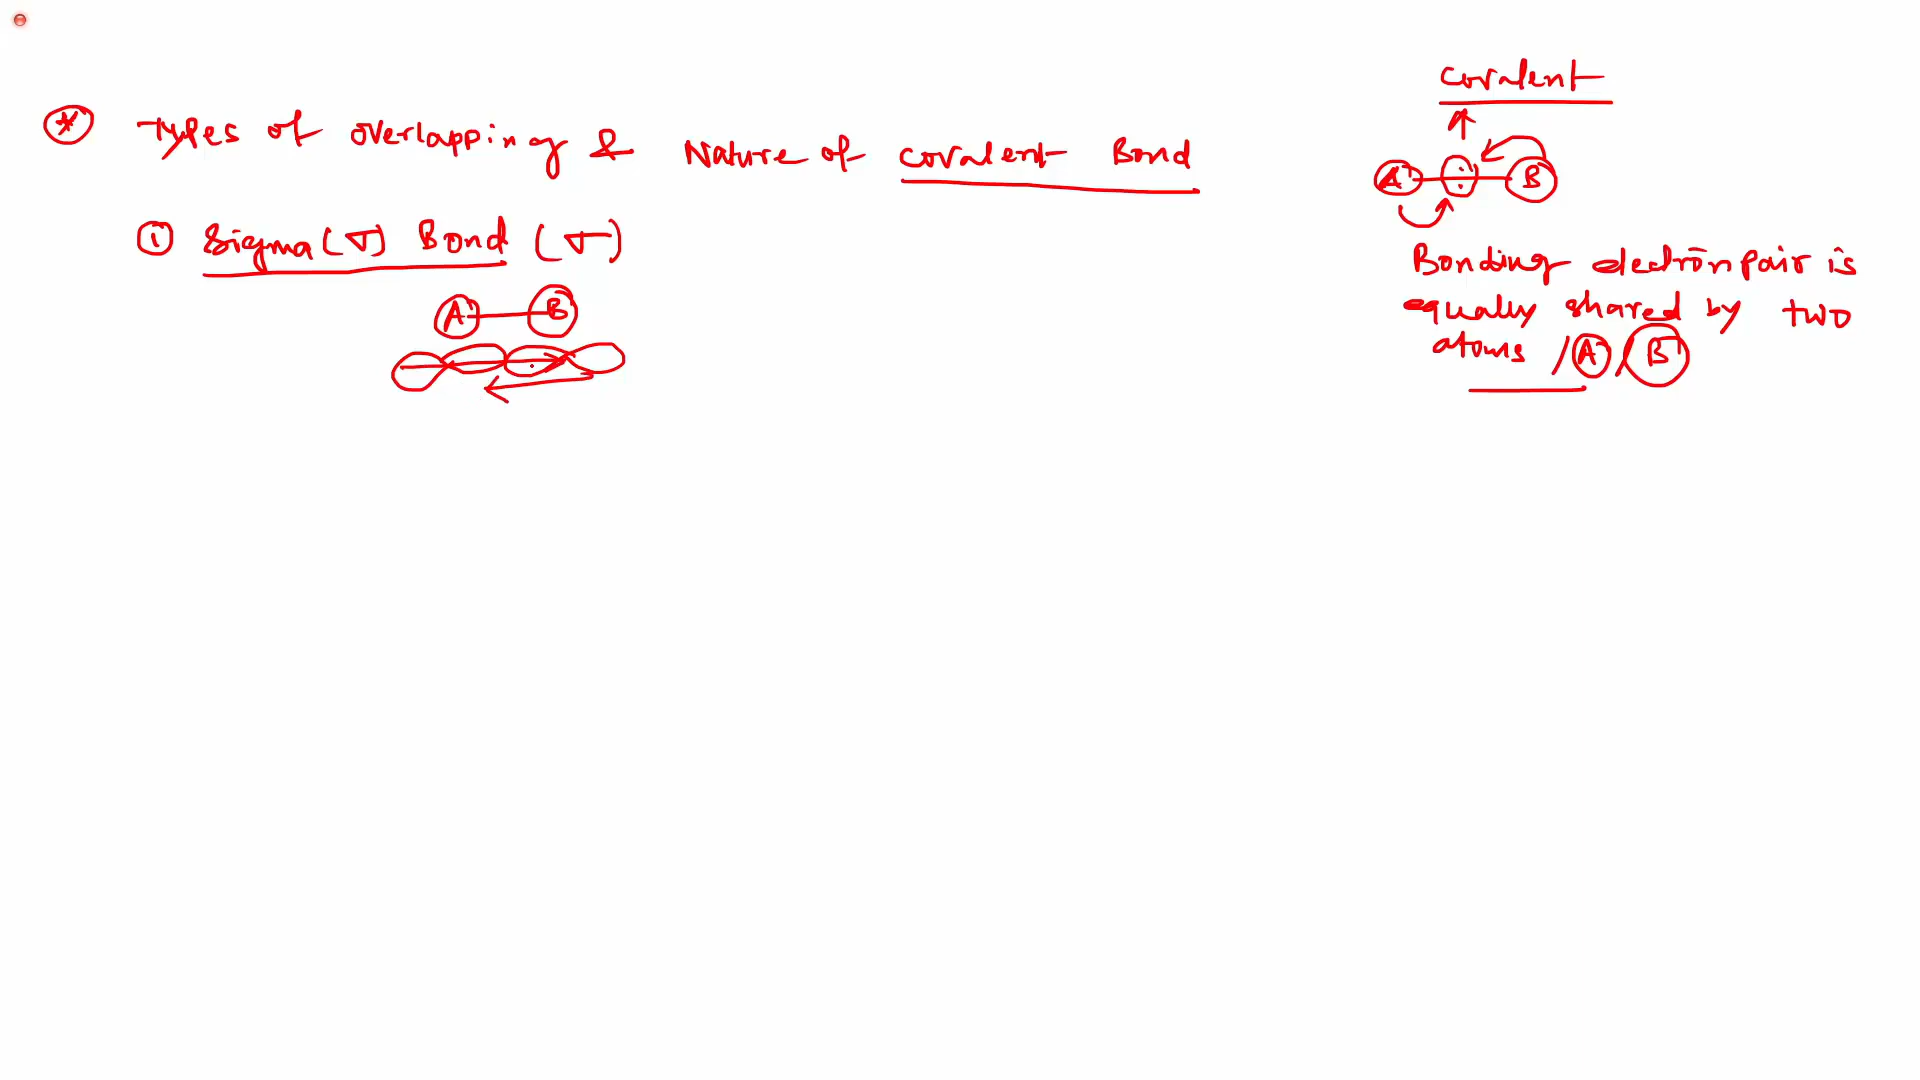 * Types of overlapping & Nature of covalent Bond
(i) Sigma (σ) Bond (σ)
A — B
covalent
A — : — B
Bonding electron pair is
equally shared by two
atoms / A / B